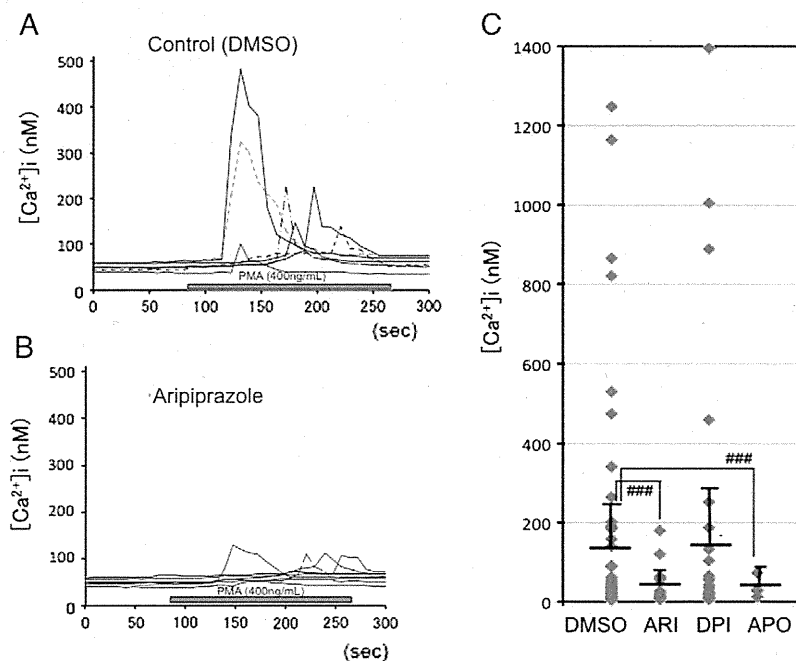 A
Control (DMSO)
[Ca2+]i (nM)
500
400
300
200
100
0
PMA (400ng/mL)
0 50 100 150 200 250 300
(sec)
B
Aripiprazole
[Ca2+]i (nM)
500
400
300
200
100
0
PMA (400ng/mL)
0 50 100 150 200 250 300
(sec)
C
[Ca2+]i (nM)
1400
1200
1000
800
600
400
200
0
###
###
DMSO ARI DPI APO